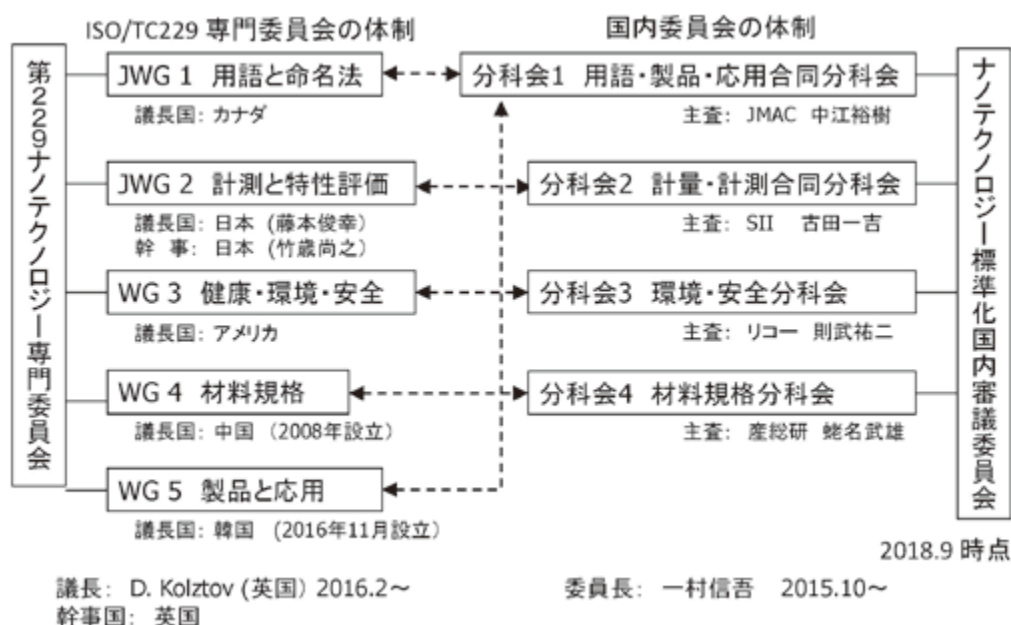 ISO/TC229 専門委員会の体制
国内委員会の体制
第229ナノテクノロジー専門委員会
JWG 1 用語と命名法
議長国: カナダ
JWG 2 計測と特性評価
議長国: 日本 (藤本俊幸)
幹 事: 日本 (竹歳尚之)
WG 3 健康・環境・安全
議長国: アメリカ
WG 4 材料規格
議長国: 中国 (2008年設立)
WG 5 製品と応用
議長国: 韓国 (2016年11月設立)
分科会1 用語・製品・応用合同分科会
主査: JMAC 中江裕樹
分科会2 計量・計測合同分科会
主査: SII 古田一吉
分科会3 環境・安全分科会
主査: リコー 則武祐二
分科会4 材料規格分科会
主査: 産総研 蛯名武雄
ナノテクノロジー標準化国内審議委員会
2018.9 時点
議長: D. Kolztov (英国) 2016.2~
幹事国: 英国
委員長: 一村信吾 2015.10~